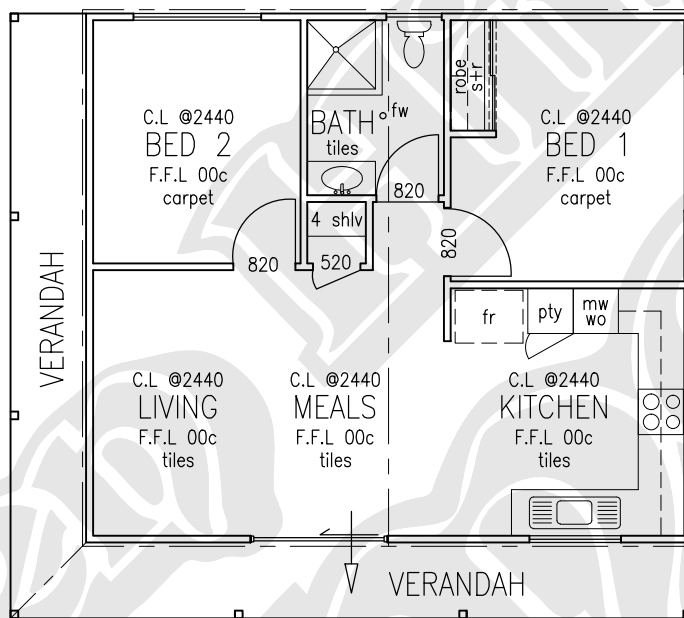 C.L @2440
BED 2
F.F.L 00c
carpet
BATH
fw
tiles
robe
s+r
C.L @2440
BED 1
F.F.L 00c
carpet
820
4 shlv
820
520
820
fr
pty
mw
wo
VERANDAH
C.L @2440
LIVING
F.F.L 00c
tiles
C.L @2440
MEALS
F.F.L 00c
tiles
C.L @2440
KITCHEN
F.F.L 00c
tiles
VERANDAH